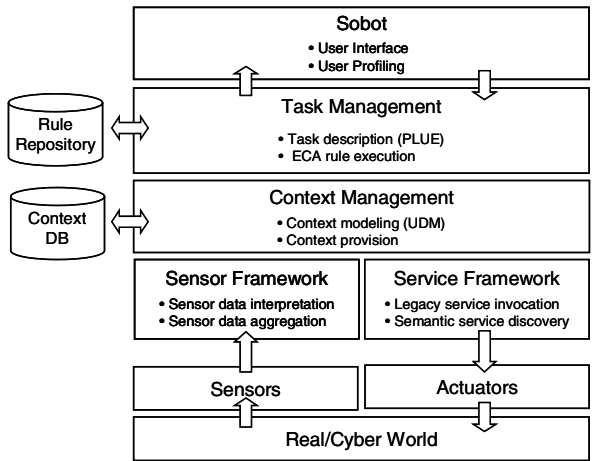 Sobot
• User Interface
• User Profiling
Task Management
• Task description (PLUE)
• ECA rule execution
Rule
Repository
Context Management
• Context modeling (UDM)
• Context provision
Context
DB
Sensor Framework
• Sensor data interpretation
• Sensor data aggregation
Service Framework
• Legacy service invocation
• Semantic service discovery
Sensors
Actuators
Real/Cyber World